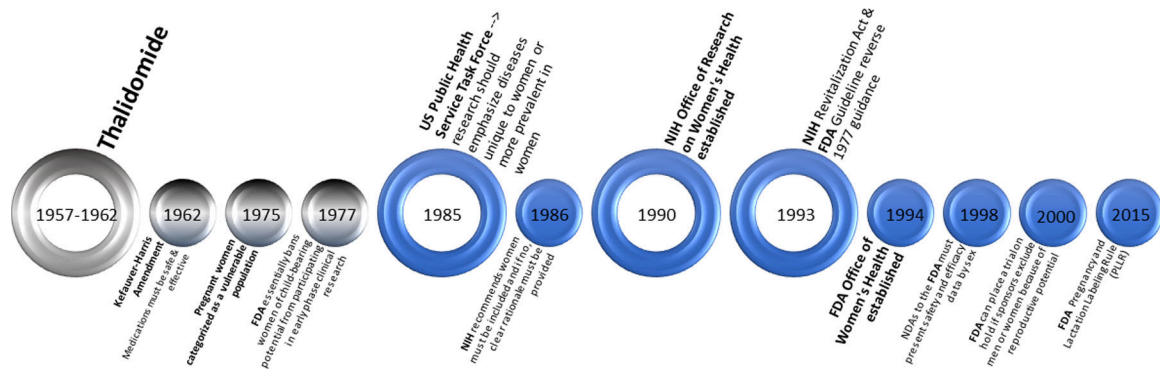 1957-1962
Thalidomide
1962
Kefauver-Harris
Amendment
Medications must be safe &
effective
1975
Pregnant women
categorized as a vulnerable
population
1977
FDA essentially bans
women of child-bearing
potential from participating
in early phase clinical
research
1985
US Public Health
Service Task Force -->
research should
emphasize diseases
unique to women or
more prevalent in
women
1986
NIH recommends women
must be included and if no,
clear rationale must be
provided
1990
NIH Office of Research
on Women's Health
established
1993
NIH Revitalization Act &
FDA Guideline reverse
1977 guidance
1994
FDA Office of
Women's Health
established
1998
NDAs to the FDA must
present safety and efficacy
data by sex
2000
FDA can place a trial on
hold if sponsors exclude
men or women because of
reproductive potential
2015
FDA Pregnancy and
Lactation Labeling Rule
(PLLR)